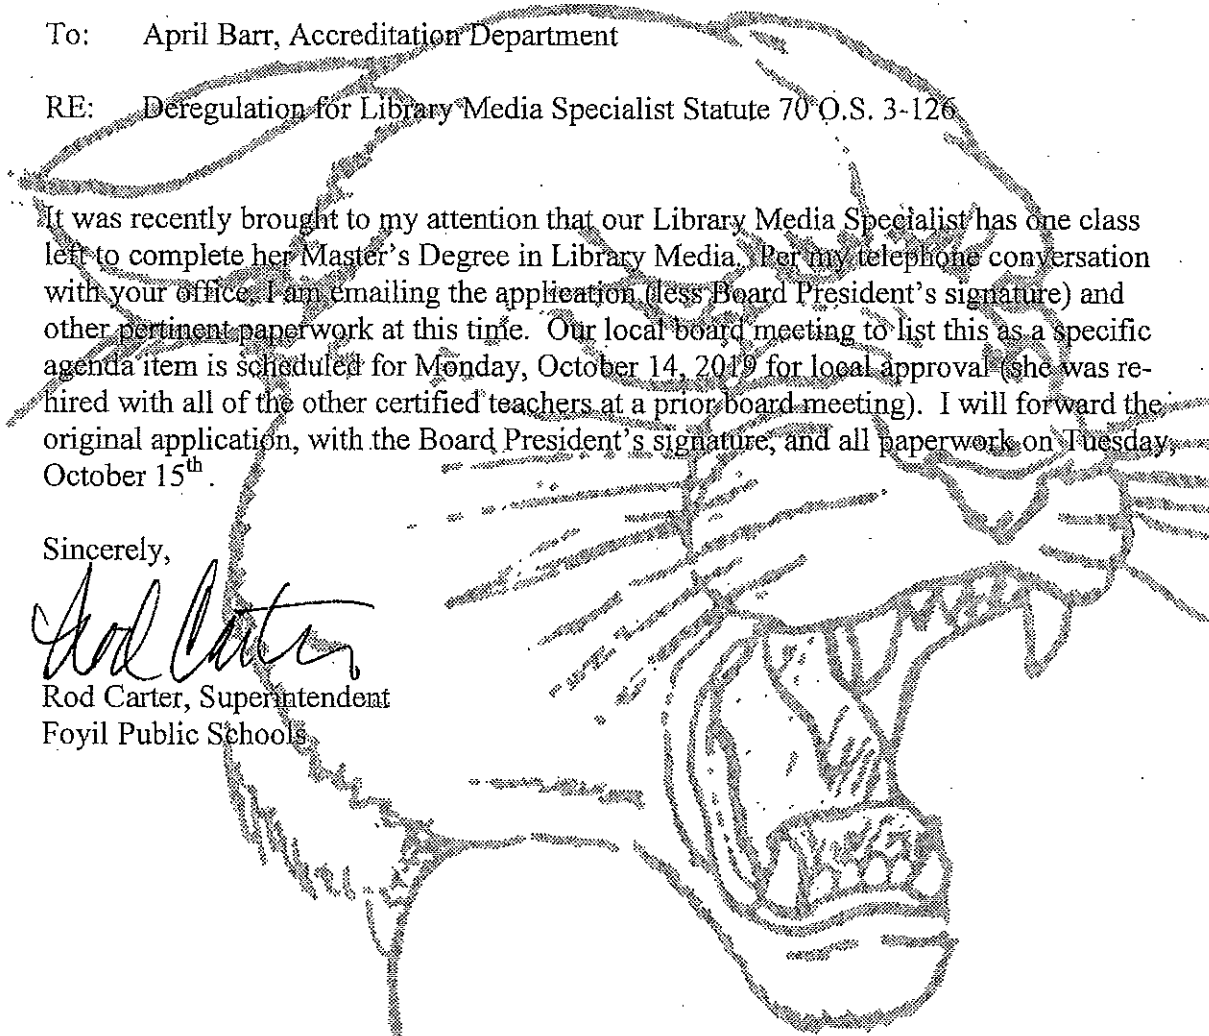 To: April Barr, Accreditation Department
RE: Deregulation for Library Media Specialist Statute 70 O.S. 3-126
It was recently brought to my attention that our Library Media Specialist has one class
left to complete her Master's Degree in Library Media. Per my telephone conversation
with your office, I am emailing the application (less Board President's signature) and
other pertinent paperwork at this time. Our local board meeting to list this as a specific
agenda item is scheduled for Monday, October 14, 2019 for local approval (she was re-
hired with all of the other certified teachers at a prior board meeting). I will forward the
original application, with the Board President's signature, and all paperwork on Tuesday,
October 15th.
Sincerely,
Rod Carter
Rod Carter, Superintendent
Foyil Public Schools